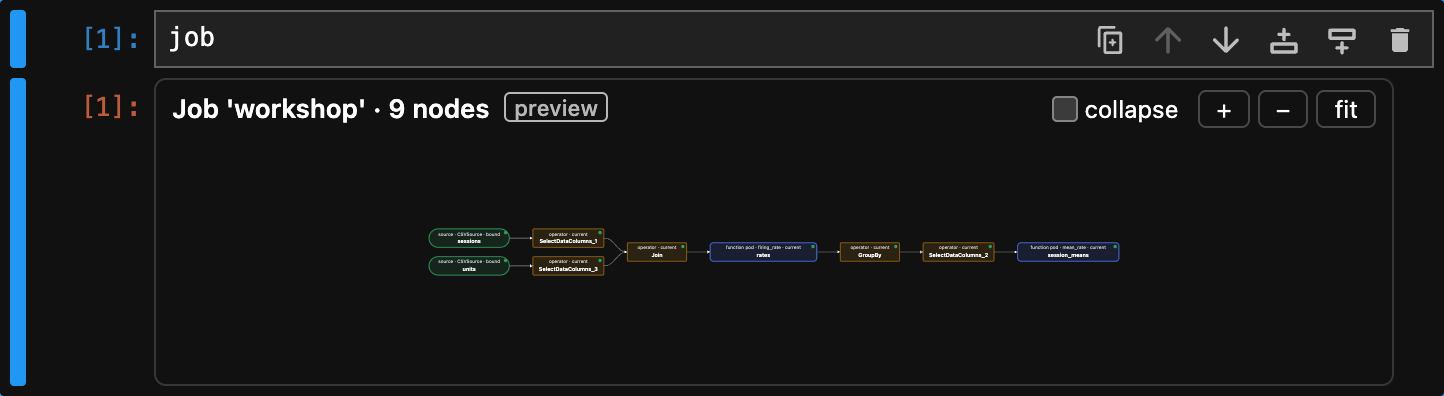 [1]: job
[1]: Job 'workshop' · 9 nodes preview collapse + − fit
source · CSVSource · bound
sessions
operator · current
SelectDataColumns_1
source · CSVSource · bound
units
operator · current
SelectDataColumns_3
operator · current
Join
function pod · firing_rate · current
rates
operator · current
GroupBy
operator · current
SelectDataColumns_2
function pod · mean_rate · current
session_means